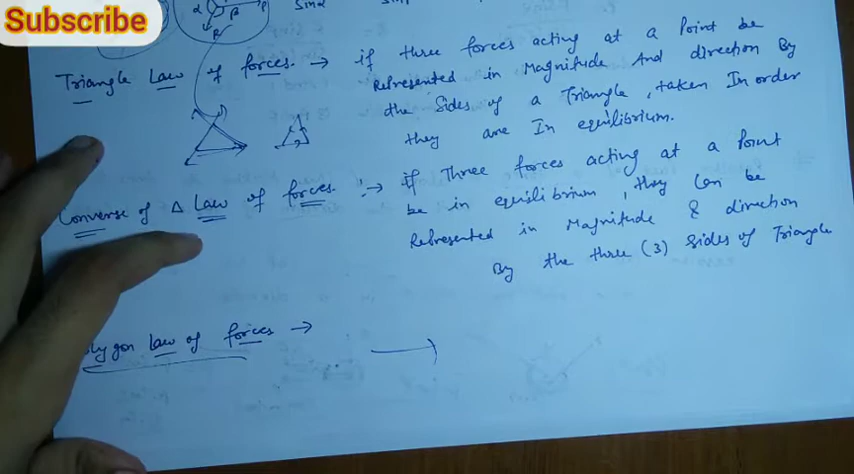 Subscribe
α β P
R
sinα
Triangle Law of forces. → if three forces acting at a Point be
Represented in Magnitude And direction By
the Sides of a Triangle, taken In order
they are In equilibrium.
Converse of Δ Law of forces. :→ if Three forces acting at a Point
be in equilibrium, they Can be
Represented in Magnitude & direction
By the three (3) Sides of Triangle
lygon law of forces →